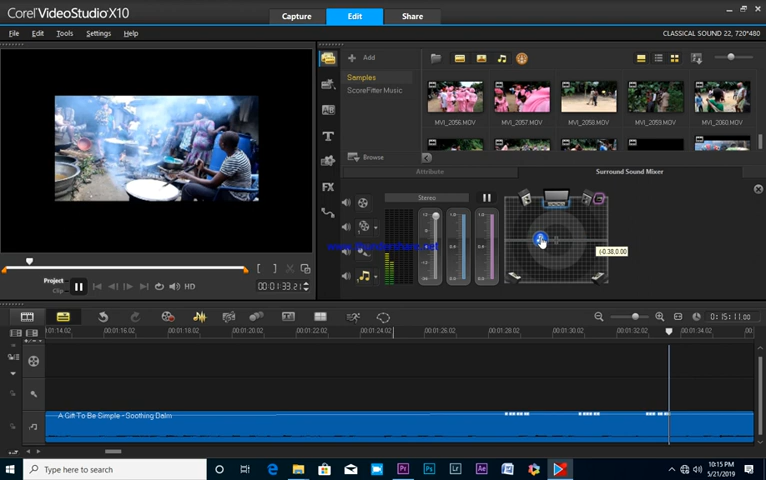 Corel VideoStudio X10
Capture
Edit
Share
File Edit Tools Settings Help
CLASSICAL SOUND 22, 720*480
Add
Samples
ScoreFitter Music
Browse
MVI_2056.MOV
MVI_2057.MOV
MVI_2058.MOV
MVI_2059.MOV
MVI_2060.MOV
Attribute
Surround Sound Mixer
Stereo
(-0.38,0.00)
T
FX
Project
Clip
HD
00:01:33.21
0:15:11.00
:01:14.02
00:01:16.02
00:01:18.02
00:01:20.02
00:01:22.02
00:01:24.02
00:01:26.02
00:01:28.02
00:01:30.02
00:01:32.02
00:01:34.02
A Gift To Be Simple - Soothing Balm
Type here to search
10:15 PM
5/21/2019